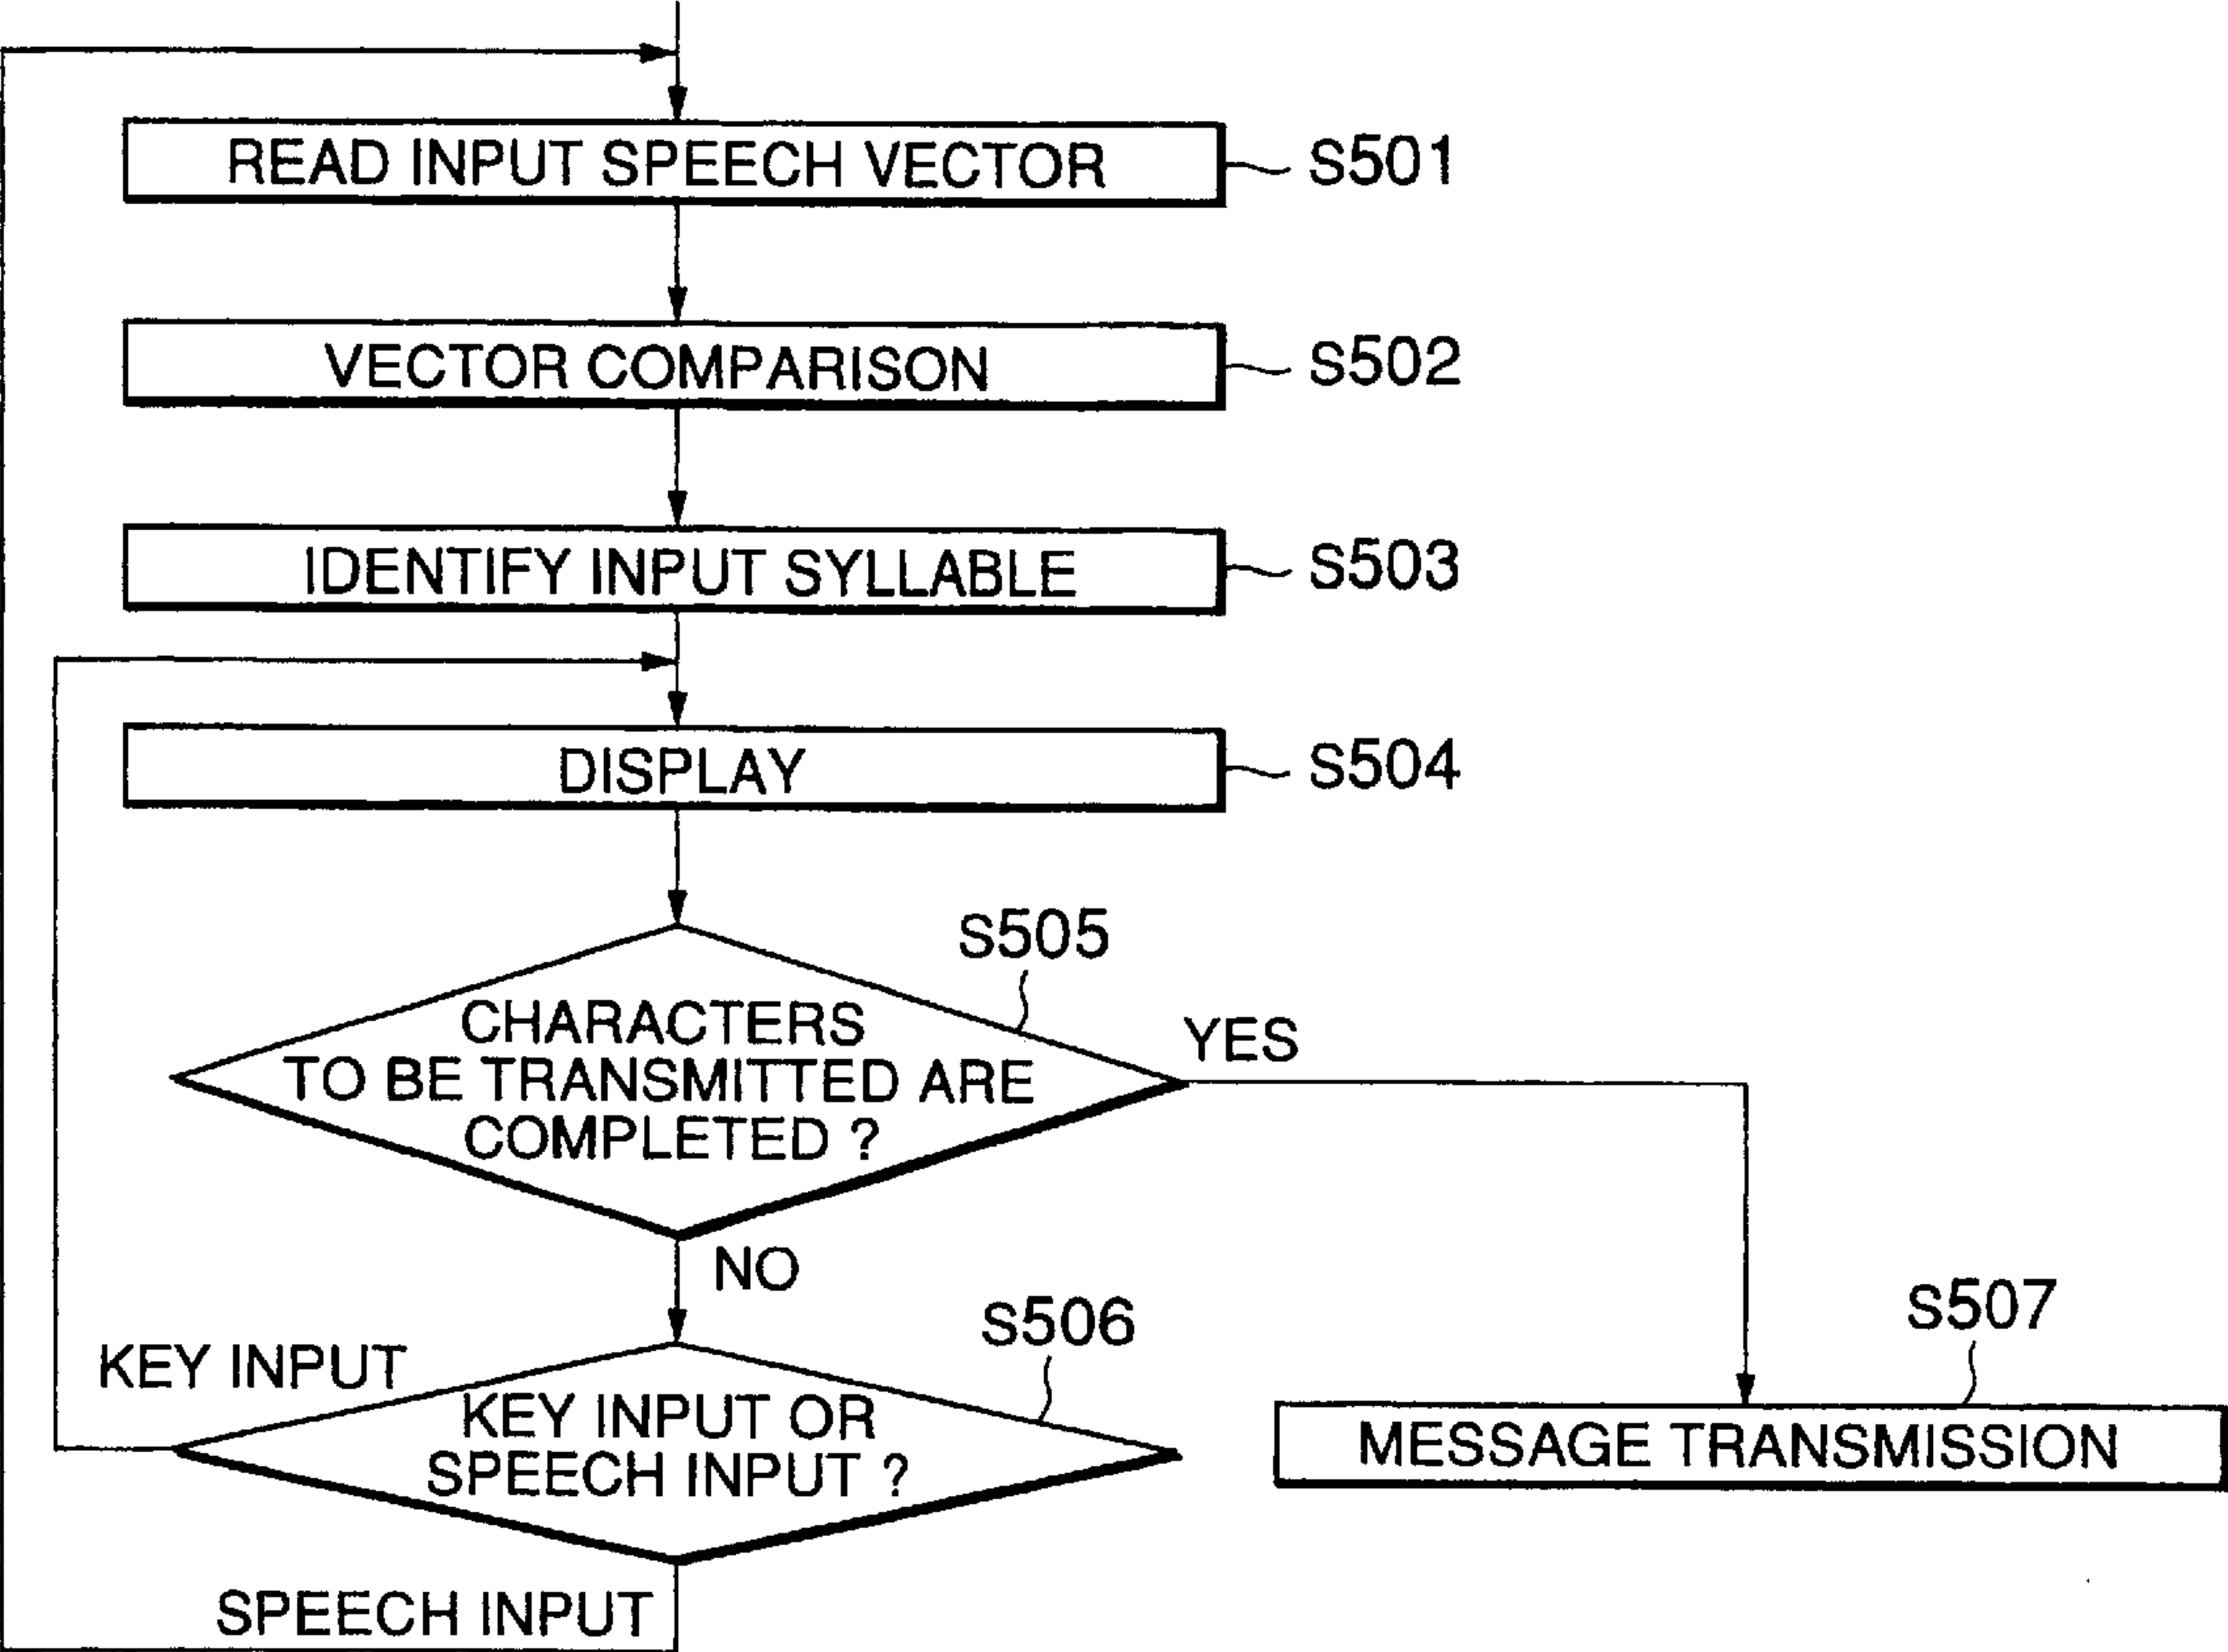 READ INPUT SPEECH VECTOR
S501
VECTOR COMPARISON
S502
IDENTIFY INPUT SYLLABLE
S503
DISPLAY
S504
S505
CHARACTERS
TO BE TRANSMITTED ARE
COMPLETED ?
YES
NO
S506
S507
KEY INPUT
KEY INPUT OR
SPEECH INPUT ?
MESSAGE TRANSMISSION
SPEECH INPUT